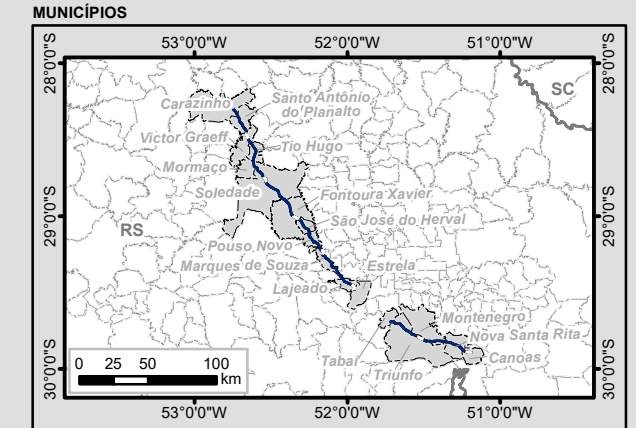 MUNICÍPIOS
53°0'0"W 52°0'0"W 51°0'0"W
28°0'0"S 28°0'0"S
SC
Carazinho Santo Antônio
do Planalto
Victor Graeff Tio Hugo
Mormaço
Soledade Fontoura Xavier
29°0'0"S 29°0'0"S
São José do Herval
RS
Pouso Novo
Marques de Souza Estrela
Lajeado
Montenegro
Nova Santa Rita
Tabaí Canoas
Triunfo
30°0'0"S 30°0'0"S
0 25 50 100
km
53°0'0"W 52°0'0"W 51°0'0"W